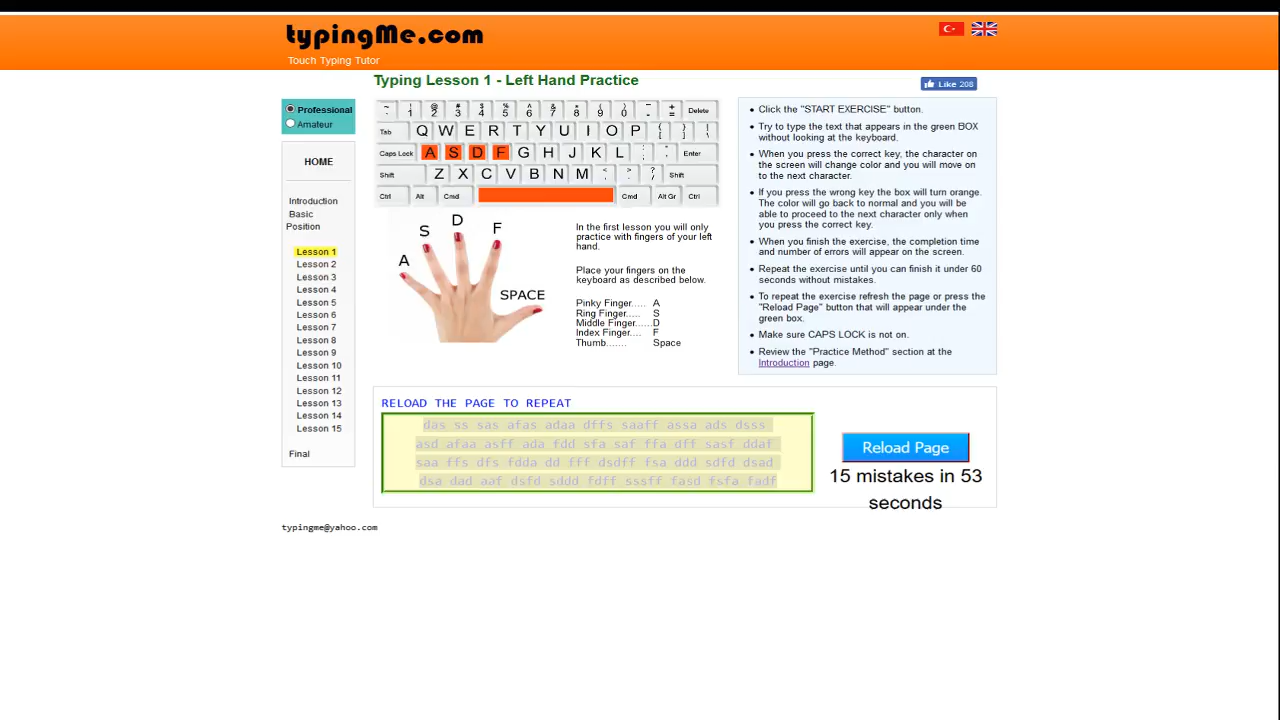 typingMe.com
Touch Typing Tutor
Typing Lesson 1 - Left Hand Practice
Like 208
Professional
Amateur
HOME
Introduction
Basic
Position
Lesson 1
Lesson 2
Lesson 3
Lesson 4
Lesson 5
Lesson 6
Lesson 7
Lesson 8
Lesson 9
Lesson 10
Lesson 11
Lesson 12
Lesson 13
Lesson 14
Lesson 15
Final
~ ! @ # $ % ^ & * ( ) _ + Delete
1 2 3 4 5 6 7 8 9 0 - =
Tab Q W E R T Y U I O P { } |
[ ] \
Caps Lock A S D F G H J K L : " Enter
; '
Shift Z X C V B N M < > ? Shift
, . /
Ctrl Alt Cmd Cmd Alt Gr Ctrl
A S D F
SPACE
In the first lesson you will only
practice with fingers of your left
hand.
Place your fingers on the
keyboard as described below.
Pinky Finger..... A
Ring Finger..... S
Middle Finger......D
Index Finger.... F
Thumb....... Space
• Click the "START EXERCISE" button.
• Try to type the text that appears in the green BOX
without looking at the keyboard.
• When you press the correct key, the character on
the screen will change color and you will move on
to the next character.
• If you press the wrong key the box will turn orange.
The color will go back to normal and you will be
able to proceed to the next character only when
you press the correct key.
• When you finish the exercise, the completion time
and number of errors will appear on the screen.
• Repeat the exercise until you can finish it under 60
seconds without mistakes.
• To repeat the exercise refresh the page or press the
"Reload Page" button that will appear under the
green box.
• Make sure CAPS LOCK is not on.
• Review the "Practice Method" section at the
Introduction page.
RELOAD THE PAGE TO REPEAT
das ss sas afas adaa dffs saaff assa ads dsss
asd afaa asff ada fdd sfa saf ffa dff sasf ddaf
saa ffs dfs fdda dd fff dsdff fsa ddd sdfd dsad
dsa dad aaf dsfd sddd fdff sssff fasd fsfa fadf
Reload Page
15 mistakes in 53
seconds
typingme@yahoo.com